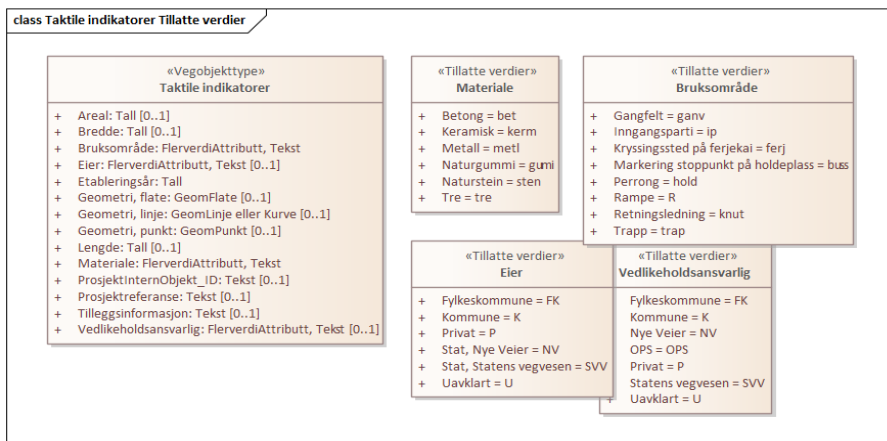 class Taktile indikatorer Tillatte verdier
«Vegobjekttype»
Taktile indikatorer
+ Areal: Tall [0..1]
+ Bredde: Tall [0..1]
+ Bruksområde: FlerverdiAttributt, Tekst
+ Eier: FlerverdiAttributt, Tekst [0..1]
+ Etableringsår: Tall
+ Geometri, flate: GeomFlate [0..1]
+ Geometri, linje: GeomLinje eller Kurve [0..1]
+ Geometri, punkt: GeomPunkt [0..1]
+ Lengde: Tall [0..1]
+ Materiale: FlerverdiAttributt, Tekst
+ ProsjektInternObjekt_ID: Tekst [0..1]
+ Prosjektreferanse: Tekst [0..1]
+ Tilleggsinformasjon: Tekst [0..1]
+ Vedlikeholdsansvarlig: FlerverdiAttributt, Tekst [0..1]
«Tillatte verdier»
Materiale
+ Betong = bet
+ Keramisk = kerm
+ Metall = metl
+ Naturgummi = gumi
+ Naturstein = sten
+ Tre = tre
«Tillatte verdier»
Bruksområde
+ Gangfelt = ganv
+ Inngangsparti = ip
+ Kryssingssted på ferjekai = ferj
+ Markering stoppunkt på holdeplass = buss
+ Perrong = hold
+ Rampe = R
+ Retningsledning = knut
+ Trapp = trap
«Tillatte verdier»
Eier
+ Fylkeskommune = FK
+ Kommune = K
+ Privat = P
+ Stat, Nye Veier = NV
+ Stat, Statens vegvesen = SVV
+ Uavklart = U
«Tillatte verdier»
Vedlikeholdsansvarlig
Fylkeskommune = FK
Kommune = K
Nye Veier = NV
OPS = OPS
Privat = P
Statens vegvesen = SVV
+ Uavklart = U